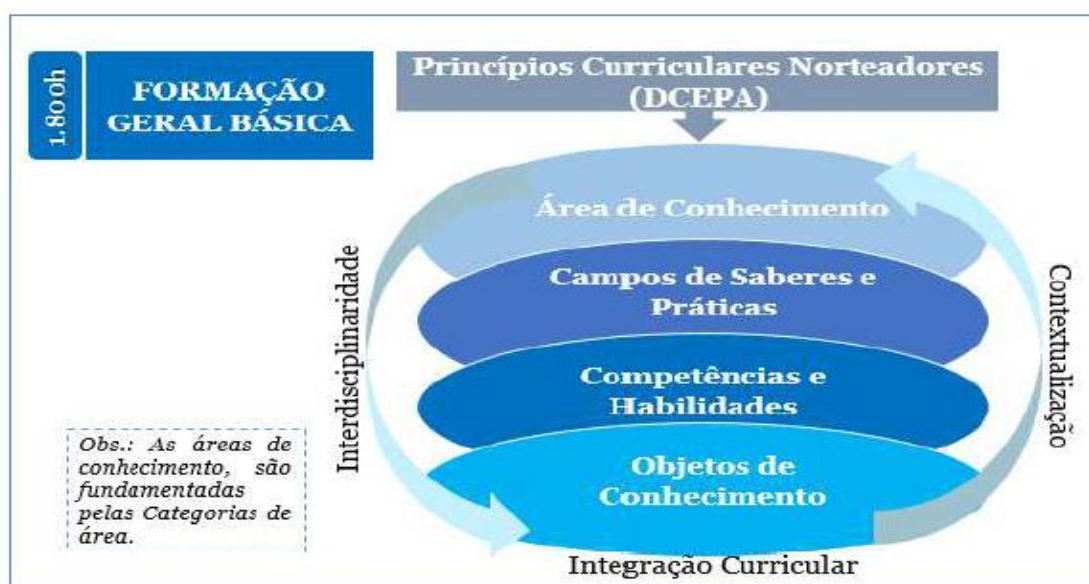 1.800h
FORMAÇÃO
GERAL BÁSICA
Princípios Curriculares Norteadores
(DCEPA)
Área de Conhecimento
Campos de Saberes e
Práticas
Competências e
Habilidades
Objetos de
Conhecimento
Interdisciplinaridade
Contextualização
Obs.: As áreas de
conhecimento, são
fundamentadas
pelas Categorias de
área.
Integração Curricular